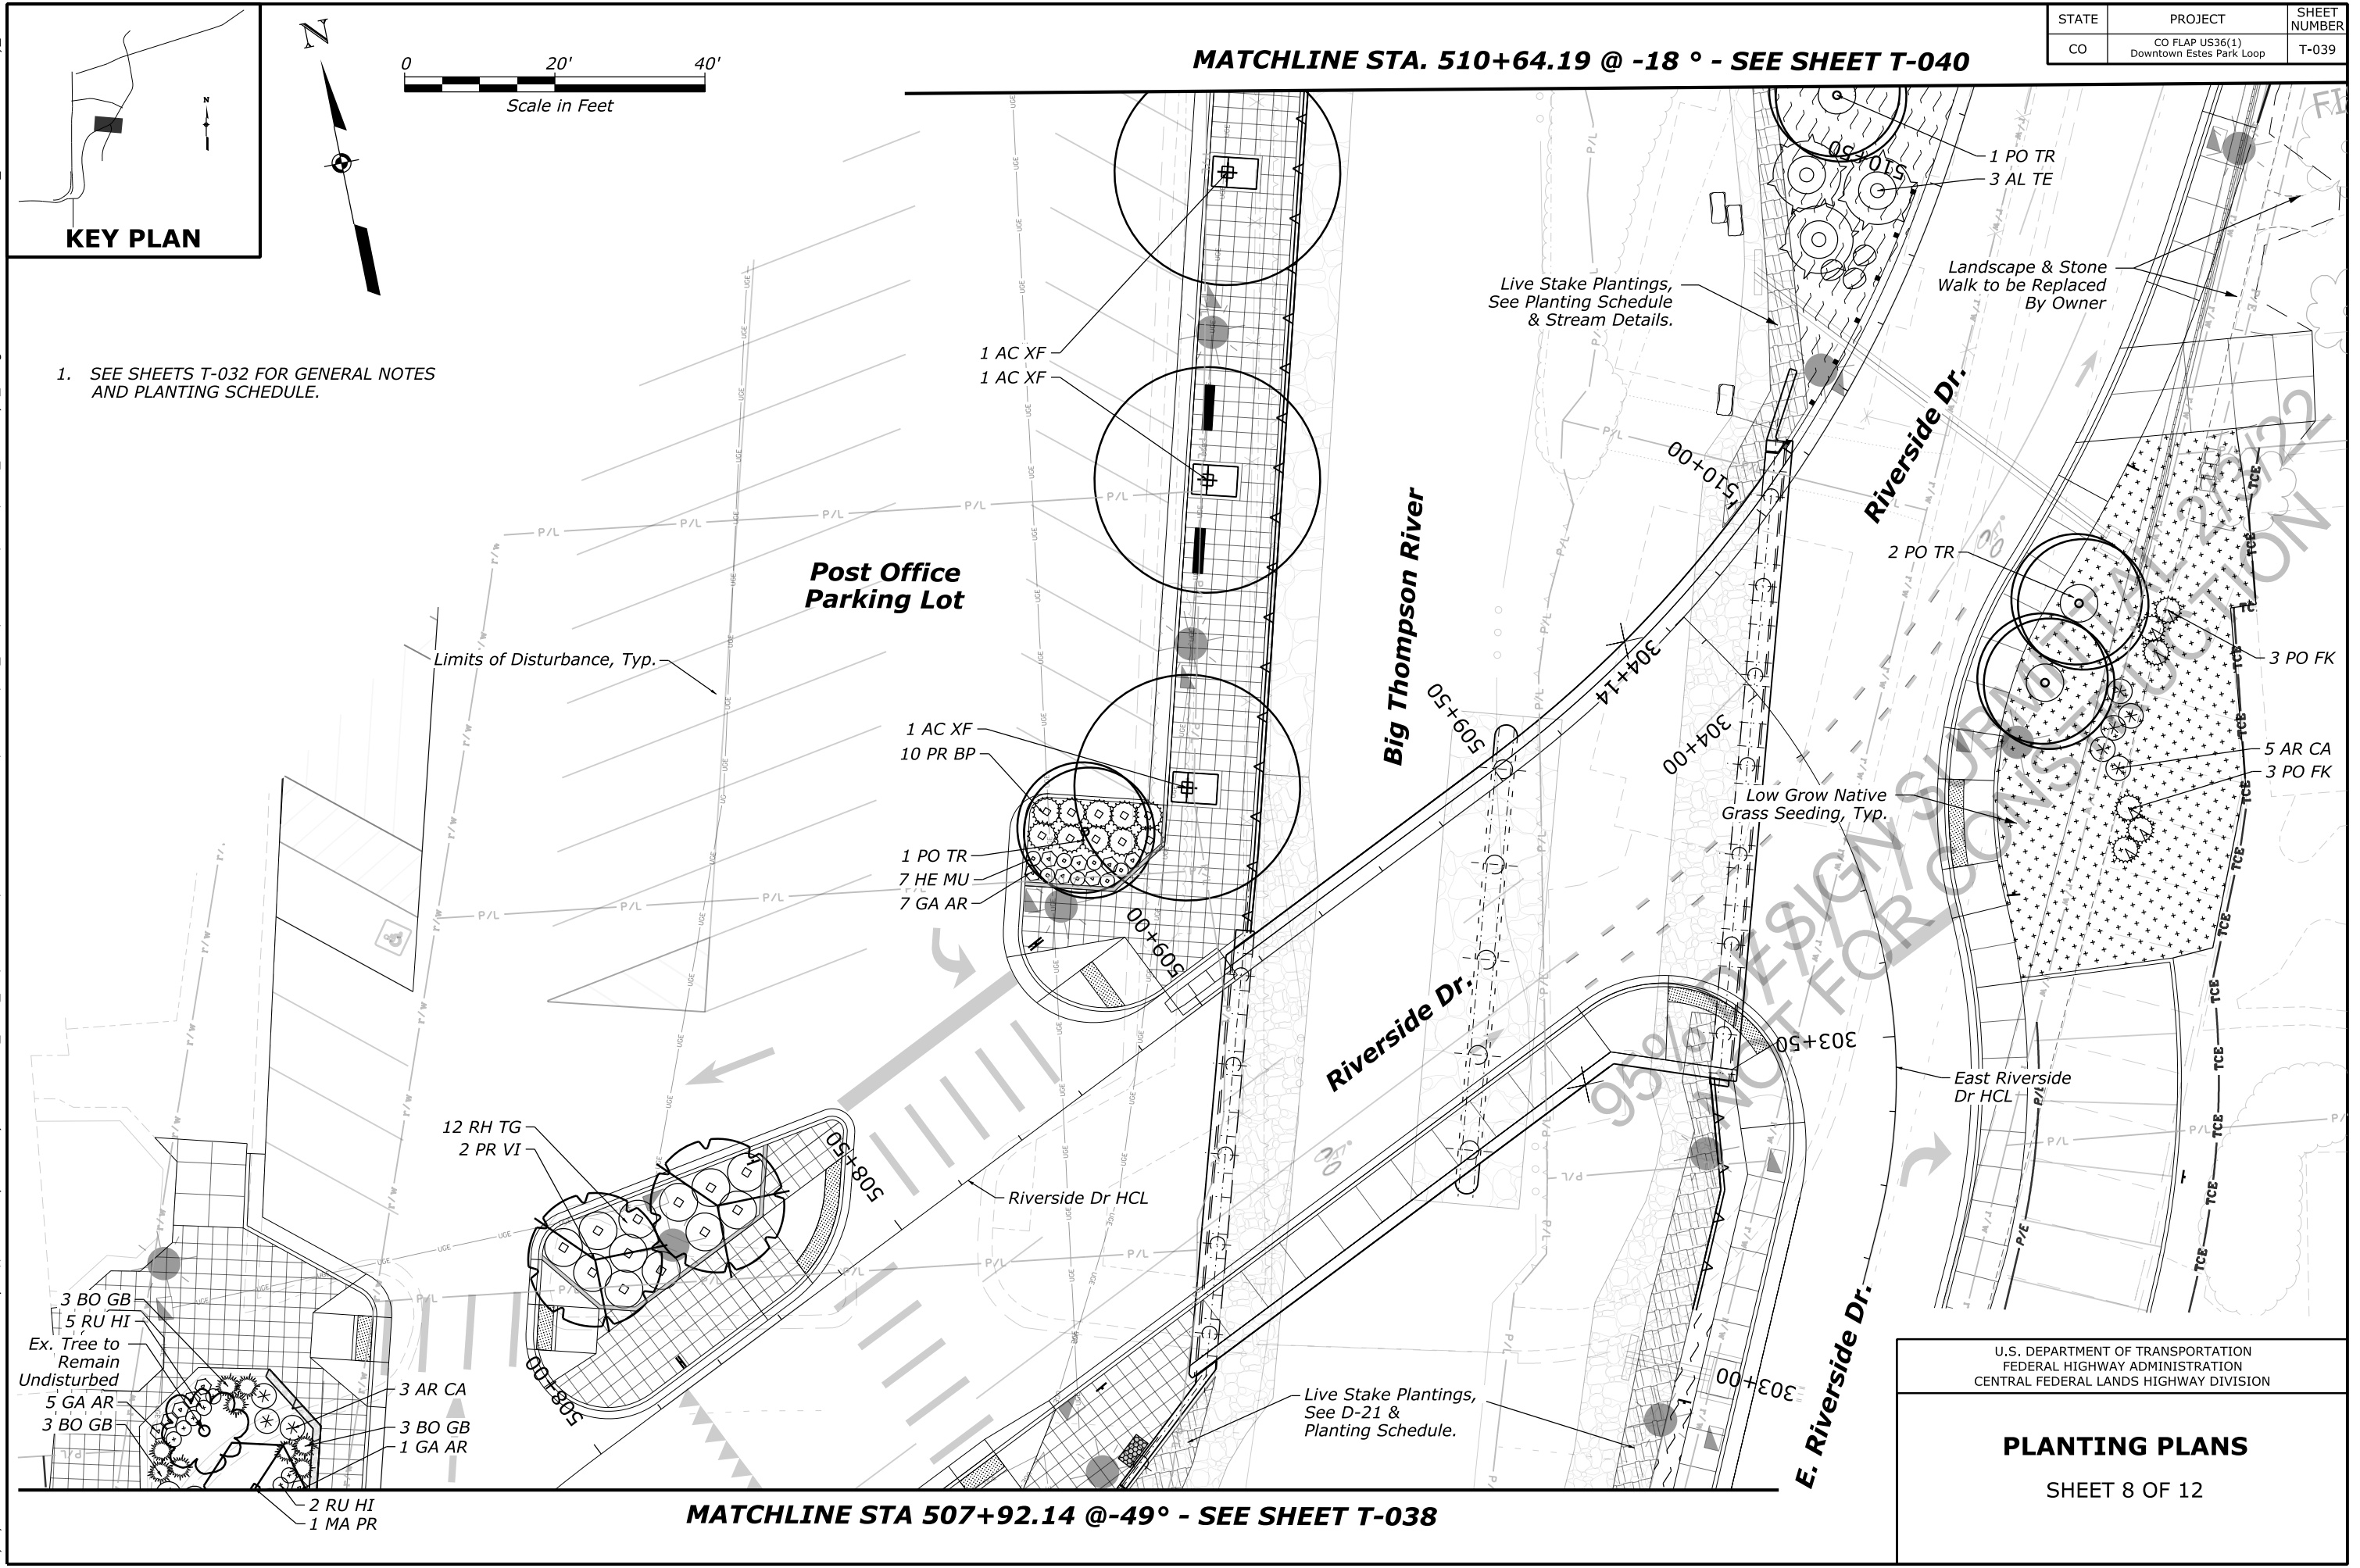 STATE
PROJECT
SHEET
NUMBER
CO
CO FLAP US36(1)
Downtown Estes Park Loop
T-039
MATCHLINE STA. 510+64.19 @ -18 ° - SEE SHEET T-040
N
0 20' 40'
Scale in Feet
N
KEY PLAN
1. SEE SHEETS T-032 FOR GENERAL NOTES
AND PLANTING SCHEDULE.
1 PO TR
3 AL TE
510+50
Landscape & Stone
Walk to be Replaced
By Owner
Live Stake Plantings,
See Planting Schedule
& Stream Details.
1 AC XF
1 AC XF
Riverside Dr.
510+00
2 PO TR
Post Office
Parking Lot
Big Thompson River
Limits of Disturbance, Typ.
3 PO FK
304+14
509+50
304+00
1 AC XF
10 PR BP
5 AR CA
3 PO FK
Low Grow Native
Grass Seeding, Typ.
1 PO TR
7 HE MU
7 GA AR
509+00
Riverside Dr.
95% DESIGN SUBMITTAL 2/5/22
NOT FOR CONSTRUCTION
303+50
East Riverside
Dr HCL
12 RH TG
2 PR VI
508+50
Riverside Dr HCL
3 BO GB
5 RU HI
Ex. Tree to
Remain
Undisturbed
5 GA AR
3 BO GB
508+00
3 AR CA
3 BO GB
1 GA AR
2 RU HI
1 MA PR
Live Stake Plantings,
See D-21 &
Planting Schedule.
303+00
E. Riverside Dr.
P/L
r/w
UGE
TCE
P/E
MATCHLINE STA 507+92.14 @-49° - SEE SHEET T-038
U.S. DEPARTMENT OF TRANSPORTATION
FEDERAL HIGHWAY ADMINISTRATION
CENTRAL FEDERAL LANDS HIGHWAY DIVISION
PLANTING PLANS
SHEET 8 OF 12